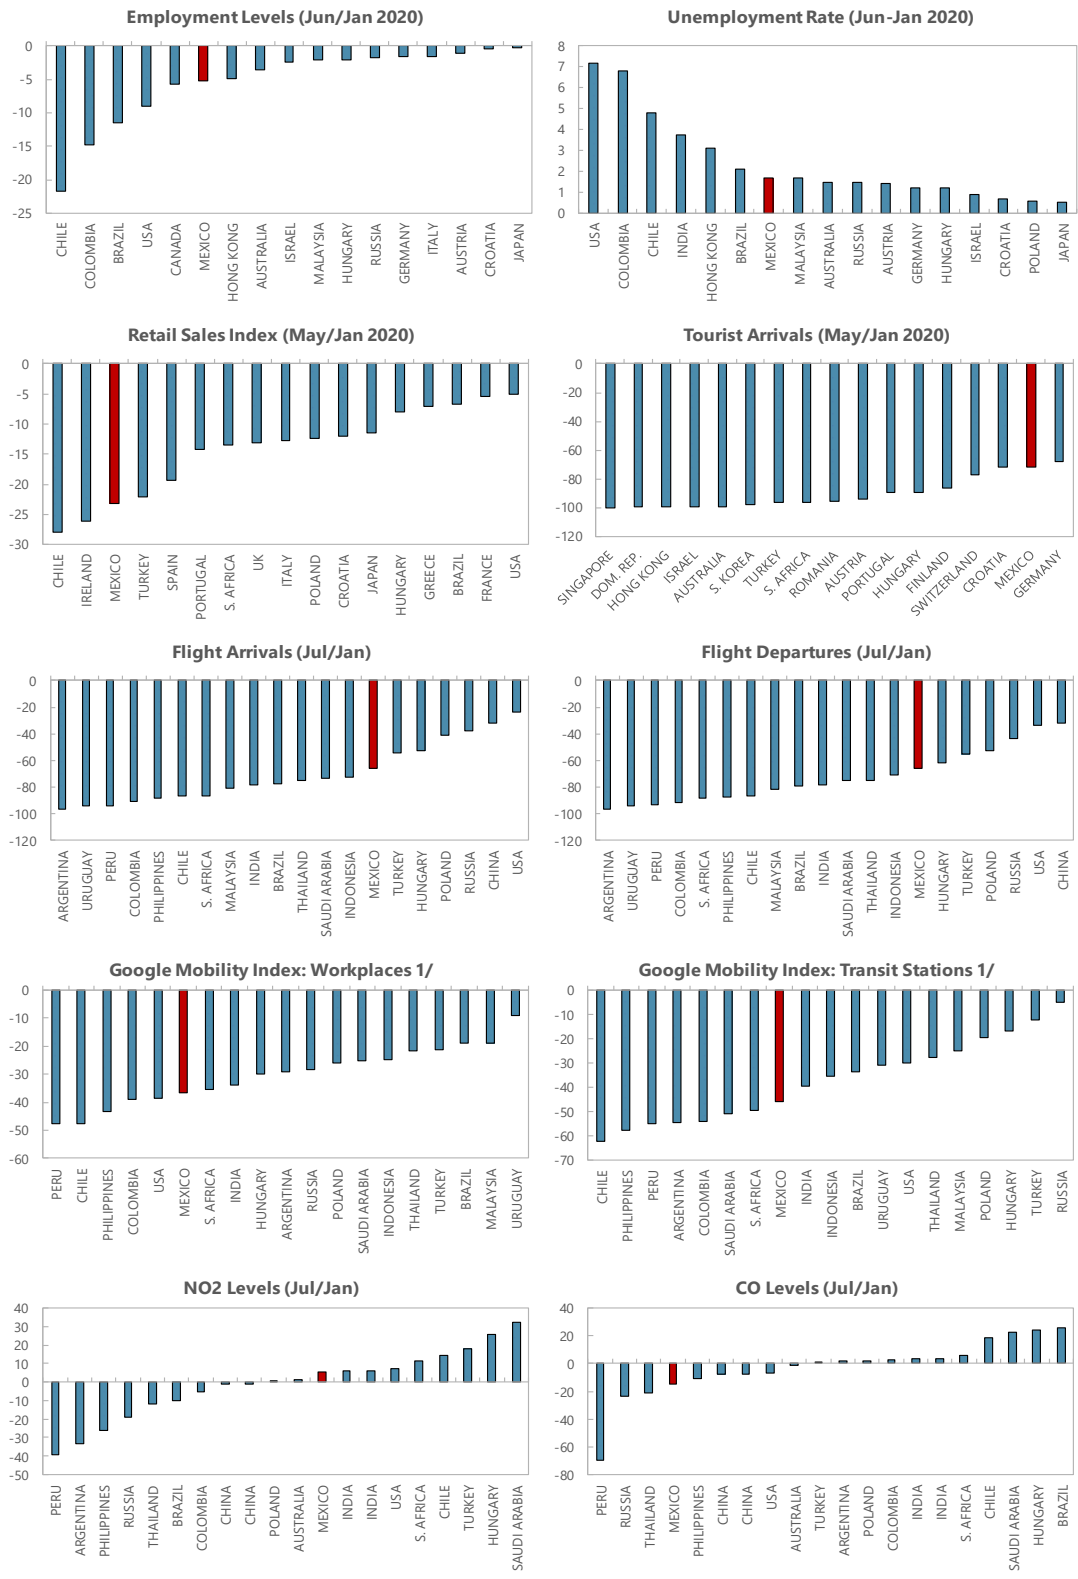 Employment Levels (Jun/Jan 2020)
0
-5
-10
-15
-20
-25
CHILE
COLOMBIA
BRAZIL
USA
CANADA
MEXICO
HONG KONG
AUSTRALIA
ISRAEL
MALAYSIA
HUNGARY
RUSSIA
GERMANY
ITALY
AUSTRIA
CROATIA
JAPAN
Unemployment Rate (Jun-Jan 2020)
8
7
6
5
4
3
2
1
0
USA
COLOMBIA
CHILE
INDIA
HONG KONG
BRAZIL
MEXICO
MALAYSIA
AUSTRALIA
RUSSIA
AUSTRIA
GERMANY
HUNGARY
ISRAEL
CROATIA
POLAND
JAPAN
Retail Sales Index (May/Jan 2020)
0
-5
-10
-15
-20
-25
-30
CHILE
IRELAND
MEXICO
TURKEY
SPAIN
PORTUGAL
S. AFRICA
UK
ITALY
POLAND
CROATIA
JAPAN
HUNGARY
GREECE
BRAZIL
FRANCE
USA
Tourist Arrivals (May/Jan 2020)
0
-20
-40
-60
-80
-100
-120
SINGAPORE
DOM. REP.
HONG KONG
ISRAEL
AUSTRALIA
S. KOREA
TURKEY
S. AFRICA
ROMANIA
AUSTRIA
PORTUGAL
HUNGARY
FINLAND
SWITZERLAND
CROATIA
MEXICO
GERMANY
Flight Arrivals (Jul/Jan)
0
-20
-40
-60
-80
-100
-120
ARGENTINA
URUGUAY
PERU
COLOMBIA
PHILIPPINES
CHILE
S. AFRICA
MALAYSIA
INDIA
BRAZIL
THAILAND
SAUDI ARABIA
INDONESIA
MEXICO
TURKEY
HUNGARY
POLAND
RUSSIA
CHINA
USA
Flight Departures (Jul/Jan)
0
-20
-40
-60
-80
-100
-120
ARGENTINA
URUGUAY
PERU
COLOMBIA
S. AFRICA
PHILIPPINES
CHILE
MALAYSIA
BRAZIL
INDIA
SAUDI ARABIA
THAILAND
INDONESIA
MEXICO
HUNGARY
TURKEY
POLAND
RUSSIA
USA
CHINA
Google Mobility Index: Workplaces 1/
0
-10
-20
-30
-40
-50
-60
PERU
CHILE
PHILIPPINES
COLOMBIA
USA
MEXICO
S. AFRICA
INDIA
HUNGARY
ARGENTINA
RUSSIA
POLAND
SAUDI ARABIA
INDONESIA
THAILAND
TURKEY
BRAZIL
MALAYSIA
URUGUAY
Google Mobility Index: Transit Stations 1/
0
-10
-20
-30
-40
-50
-60
-70
CHILE
PHILIPPINES
PERU
ARGENTINA
COLOMBIA
SAUDI ARABIA
S. AFRICA
MEXICO
INDIA
INDONESIA
BRAZIL
URUGUAY
USA
THAILAND
MALAYSIA
POLAND
HUNGARY
TURKEY
RUSSIA
NO2 Levels (Jul/Jan)
40
30
20
10
0
-10
-20
-30
-40
-50
PERU
ARGENTINA
PHILIPPINES
RUSSIA
THAILAND
BRAZIL
COLOMBIA
CHINA
CHINA
POLAND
AUSTRALIA
MEXICO
INDIA
INDIA
USA
S. AFRICA
CHILE
TURKEY
HUNGARY
SAUDI ARABIA
CO Levels (Jul/Jan)
40
20
0
-20
-40
-60
-80
PERU
RUSSIA
THAILAND
MEXICO
PHILIPPINES
CHINA
CHINA
USA
AUSTRALIA
TURKEY
ARGENTINA
POLAND
COLOMBIA
INDIA
INDIA
S. AFRICA
CHILE
SAUDI ARABIA
HUNGARY
BRAZIL